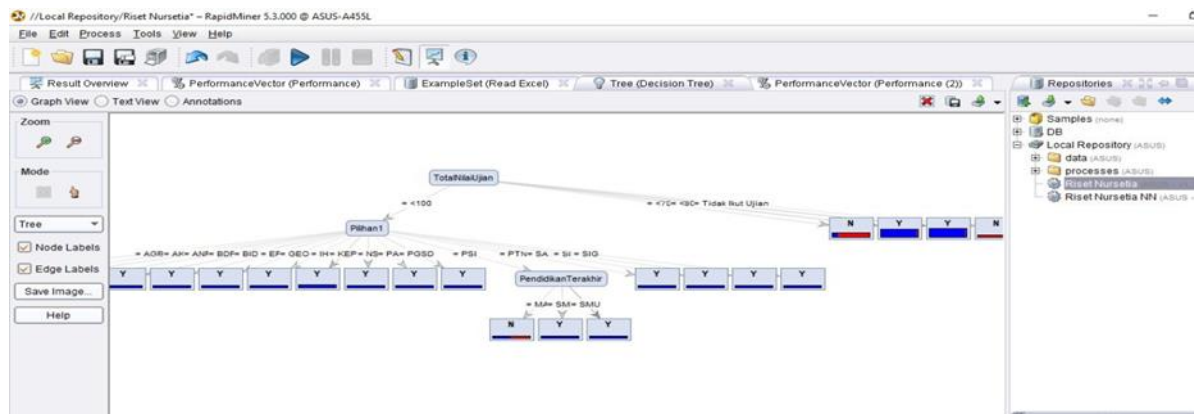 //Local Repository/Riset Nursetia* – RapidMiner 5.3.000 @ ASUS-A455L
File Edit Process Tools View Help
Result Overview PerformanceVector (Performance) ExampleSet (Read Excel) Tree (Decision Tree) PerformanceVector (Performance (2)) Repositories
Graph View Text View Annotations
Zoom
Mode
Tree
Node Labels
Edge Labels
Save Image...
Help
TotalNilaiUjian
= <100 = <70= <80= Tidak Ikut Ujian
Pilihan1
N Y Y N
= AGR= AK= ANP= BDF= BID = EF= GEO = IH= KEP= NS= PA= PGSD = PSI = PTN= SA = SI = SIG
Y Y Y Y Y Y Y Y PendidikanTerakhir Y Y Y Y
= MA= SM= SMU
N Y Y
Samples (none)
DB
Local Repository (ASUS)
data (ASUS)
processes (ASUS)
Riset Nursetia
Riset Nursetia NN (ASUS -